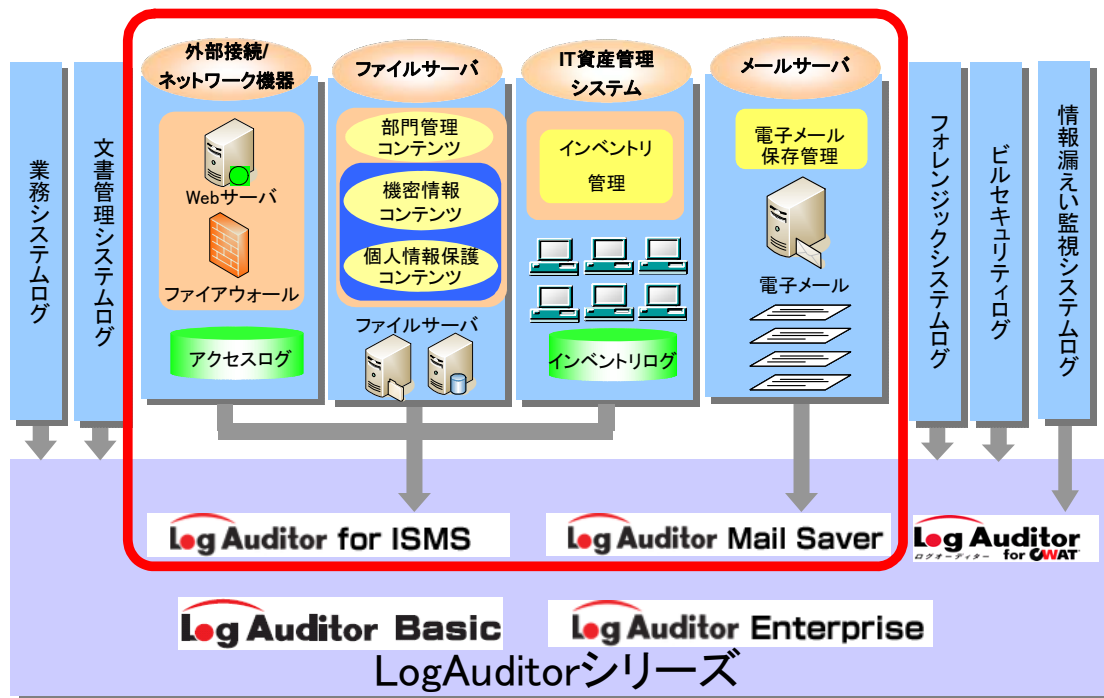 業務システムログ
文書管理システムログ
外部接続/
ネットワーク機器
Webサーバ
ファイアウォール
アクセスログ
ファイルサーバ
部門管理
コンテンツ
機密情報
コンテンツ
個人情報保護
コンテンツ
ファイルサーバ
IT資産管理
システム
インベントリ
管理
インベントリログ
メールサーバ
電子メール
保存管理
電子メール
フォレンジックシステムログ
ビルセキュリティログ
情報漏えい監視システムログ
Log Auditor for ISMS
Log Auditor Mail Saver
Log Auditor
ログオーディター for CWAT
Log Auditor Basic
Log Auditor Enterprise
LogAuditorシリーズ